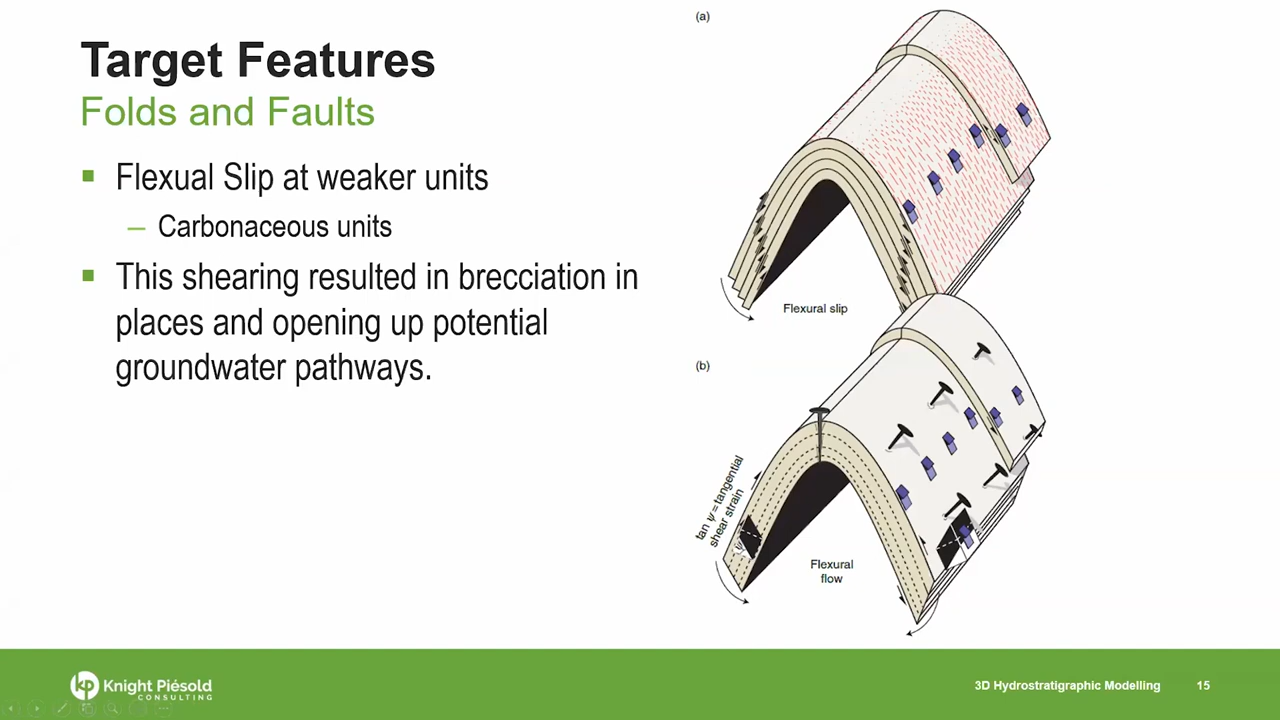 Target Features
Folds and Faults
Flexual Slip at weaker units
– Carbonaceous units
This shearing resulted in brecciation in
places and opening up potential
groundwater pathways.
(a)
Flexural slip
(b)
tan ψ = tangential
shear strain
ψ
Flexural
flow
kp Knight Piésold
CONSULTING
3D Hydrostratigraphic Modelling
15